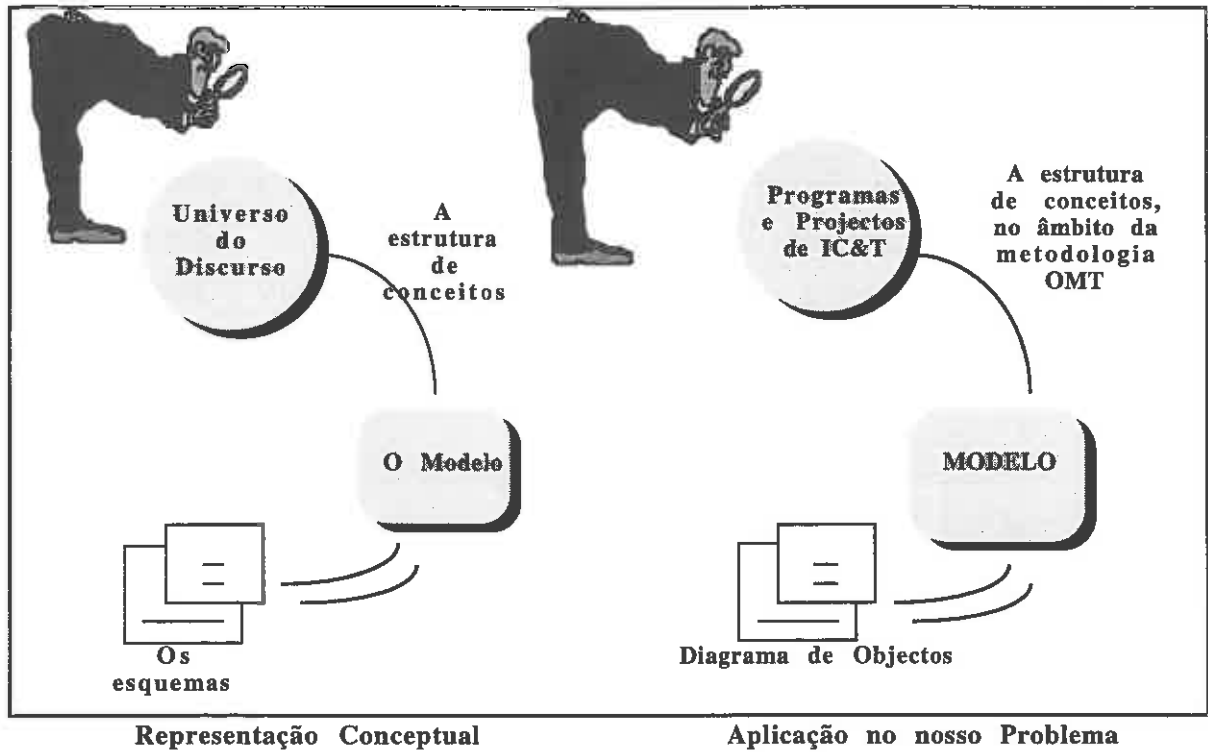 Universo
do
Discurso
A
estrutura
de
conceitos
O Modelo
Os
esquemas
Representação Conceptual
Programas
e Projectos
de IC&T
A estrutura
de conceitos,
no âmbito da
metodologia
OMT
MODELO
Diagrama de Objectos
Aplicação no nosso Problema